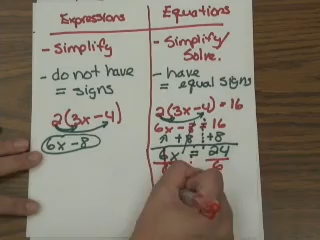 Expressions
- Simplify
- do not have
= signs
2(3x-4)
6x-8
Equations
- Simplify/
Solve.
- have
= equal signs
2(3x-4)=16
6x-8=16
+8 +8
6x = 24
6 6